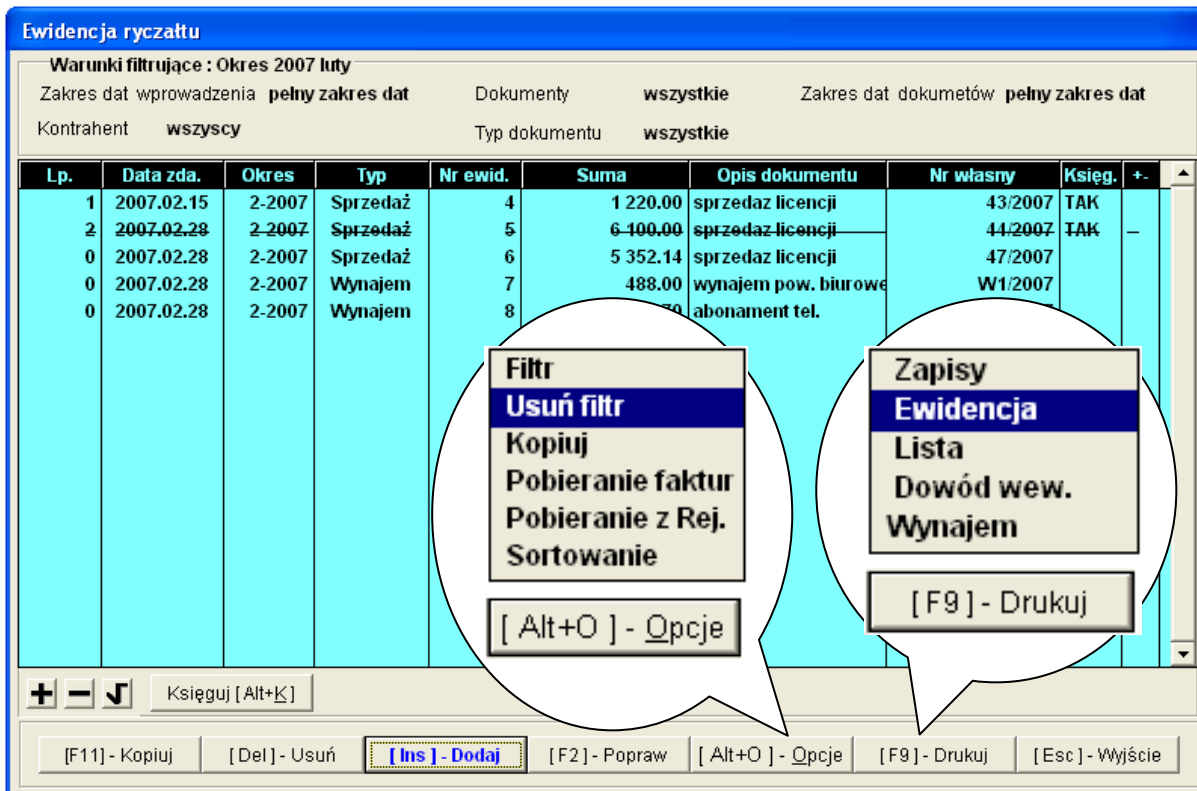 Ewidencja ryczałtu
Warunki filtrujące : Okres 2007 luty
Zakres dat wprowadzenia pełny zakres dat Dokumenty wszystkie Zakres dat dokumetów pełny zakres dat
Kontrahent wszyscy Typ dokumentu wszystkie
Lp. Data zda. Okres Typ Nr ewid. Suma Opis dokumentu Nr własny Księg. +-
1 2007.02.15 2-2007 Sprzedaż 4 1 220.00 sprzedaz licencji 43/2007 TAK
2 2007.02.28 2-2007 Sprzedaż 5 6 100.00 sprzedaz licencji 44/2007 TAK –
0 2007.02.28 2-2007 Sprzedaż 6 5 352.14 sprzedaz licencji 47/2007
0 2007.02.28 2-2007 Wynajem 7 488.00 wynajem pow. biurowe W1/2007
0 2007.02.28 2-2007 Wynajem 8 abonament tel.
Filtr
Usuń filtr
Kopiuj
Pobieranie faktur
Pobieranie z Rej.
Sortowanie
[ Alt+O ] - Opcje
Zapisy
Ewidencja
Lista
Dowód wew.
Wynajem
[ F9 ] - Drukuj
Księguj [ Alt+K ]
[F11] - Kopiuj [ Del ] - Usuń [ Ins ] - Dodaj [ F2 ] - Popraw [ Alt+O ] - Opcje [ F9 ] - Drukuj [ Esc ] - Wyjście